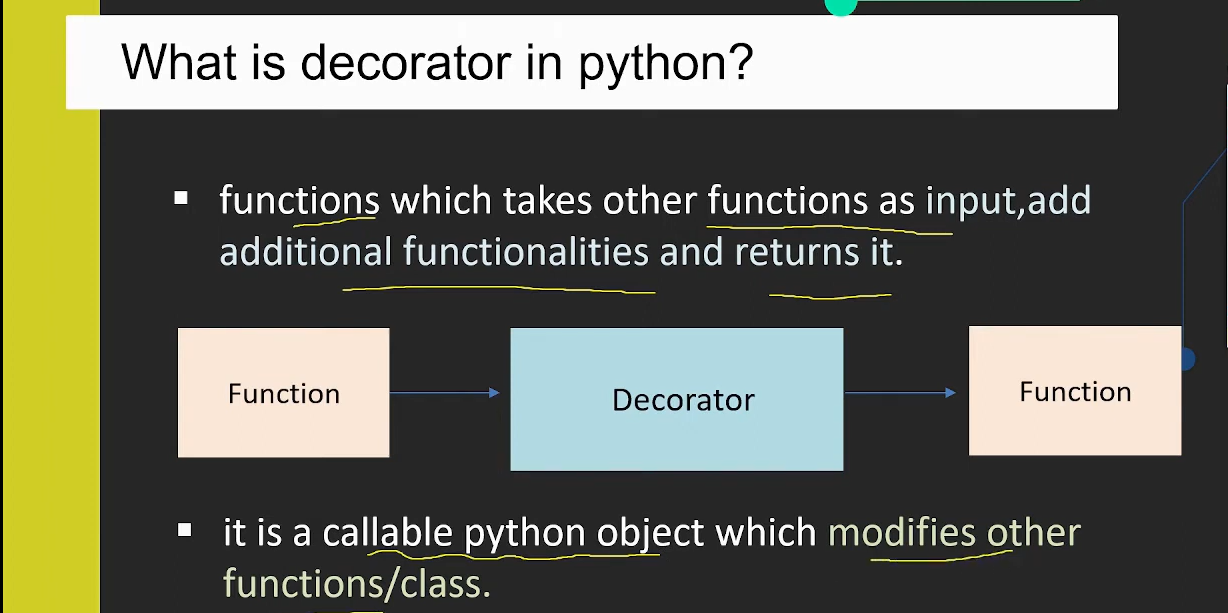 What is decorator in python?
▪ functions which takes other functions as input,add
additional functionalities and returns it.
Function
Decorator
Function
▪ it is a callable python object which modifies other
functions/class.